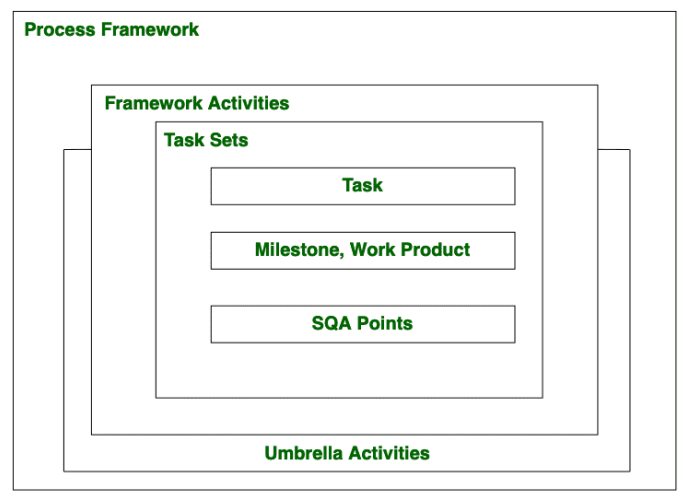 Process Framework
Framework Activities
Task Sets
Task
Milestone, Work Product
SQA Points
Umbrella Activities